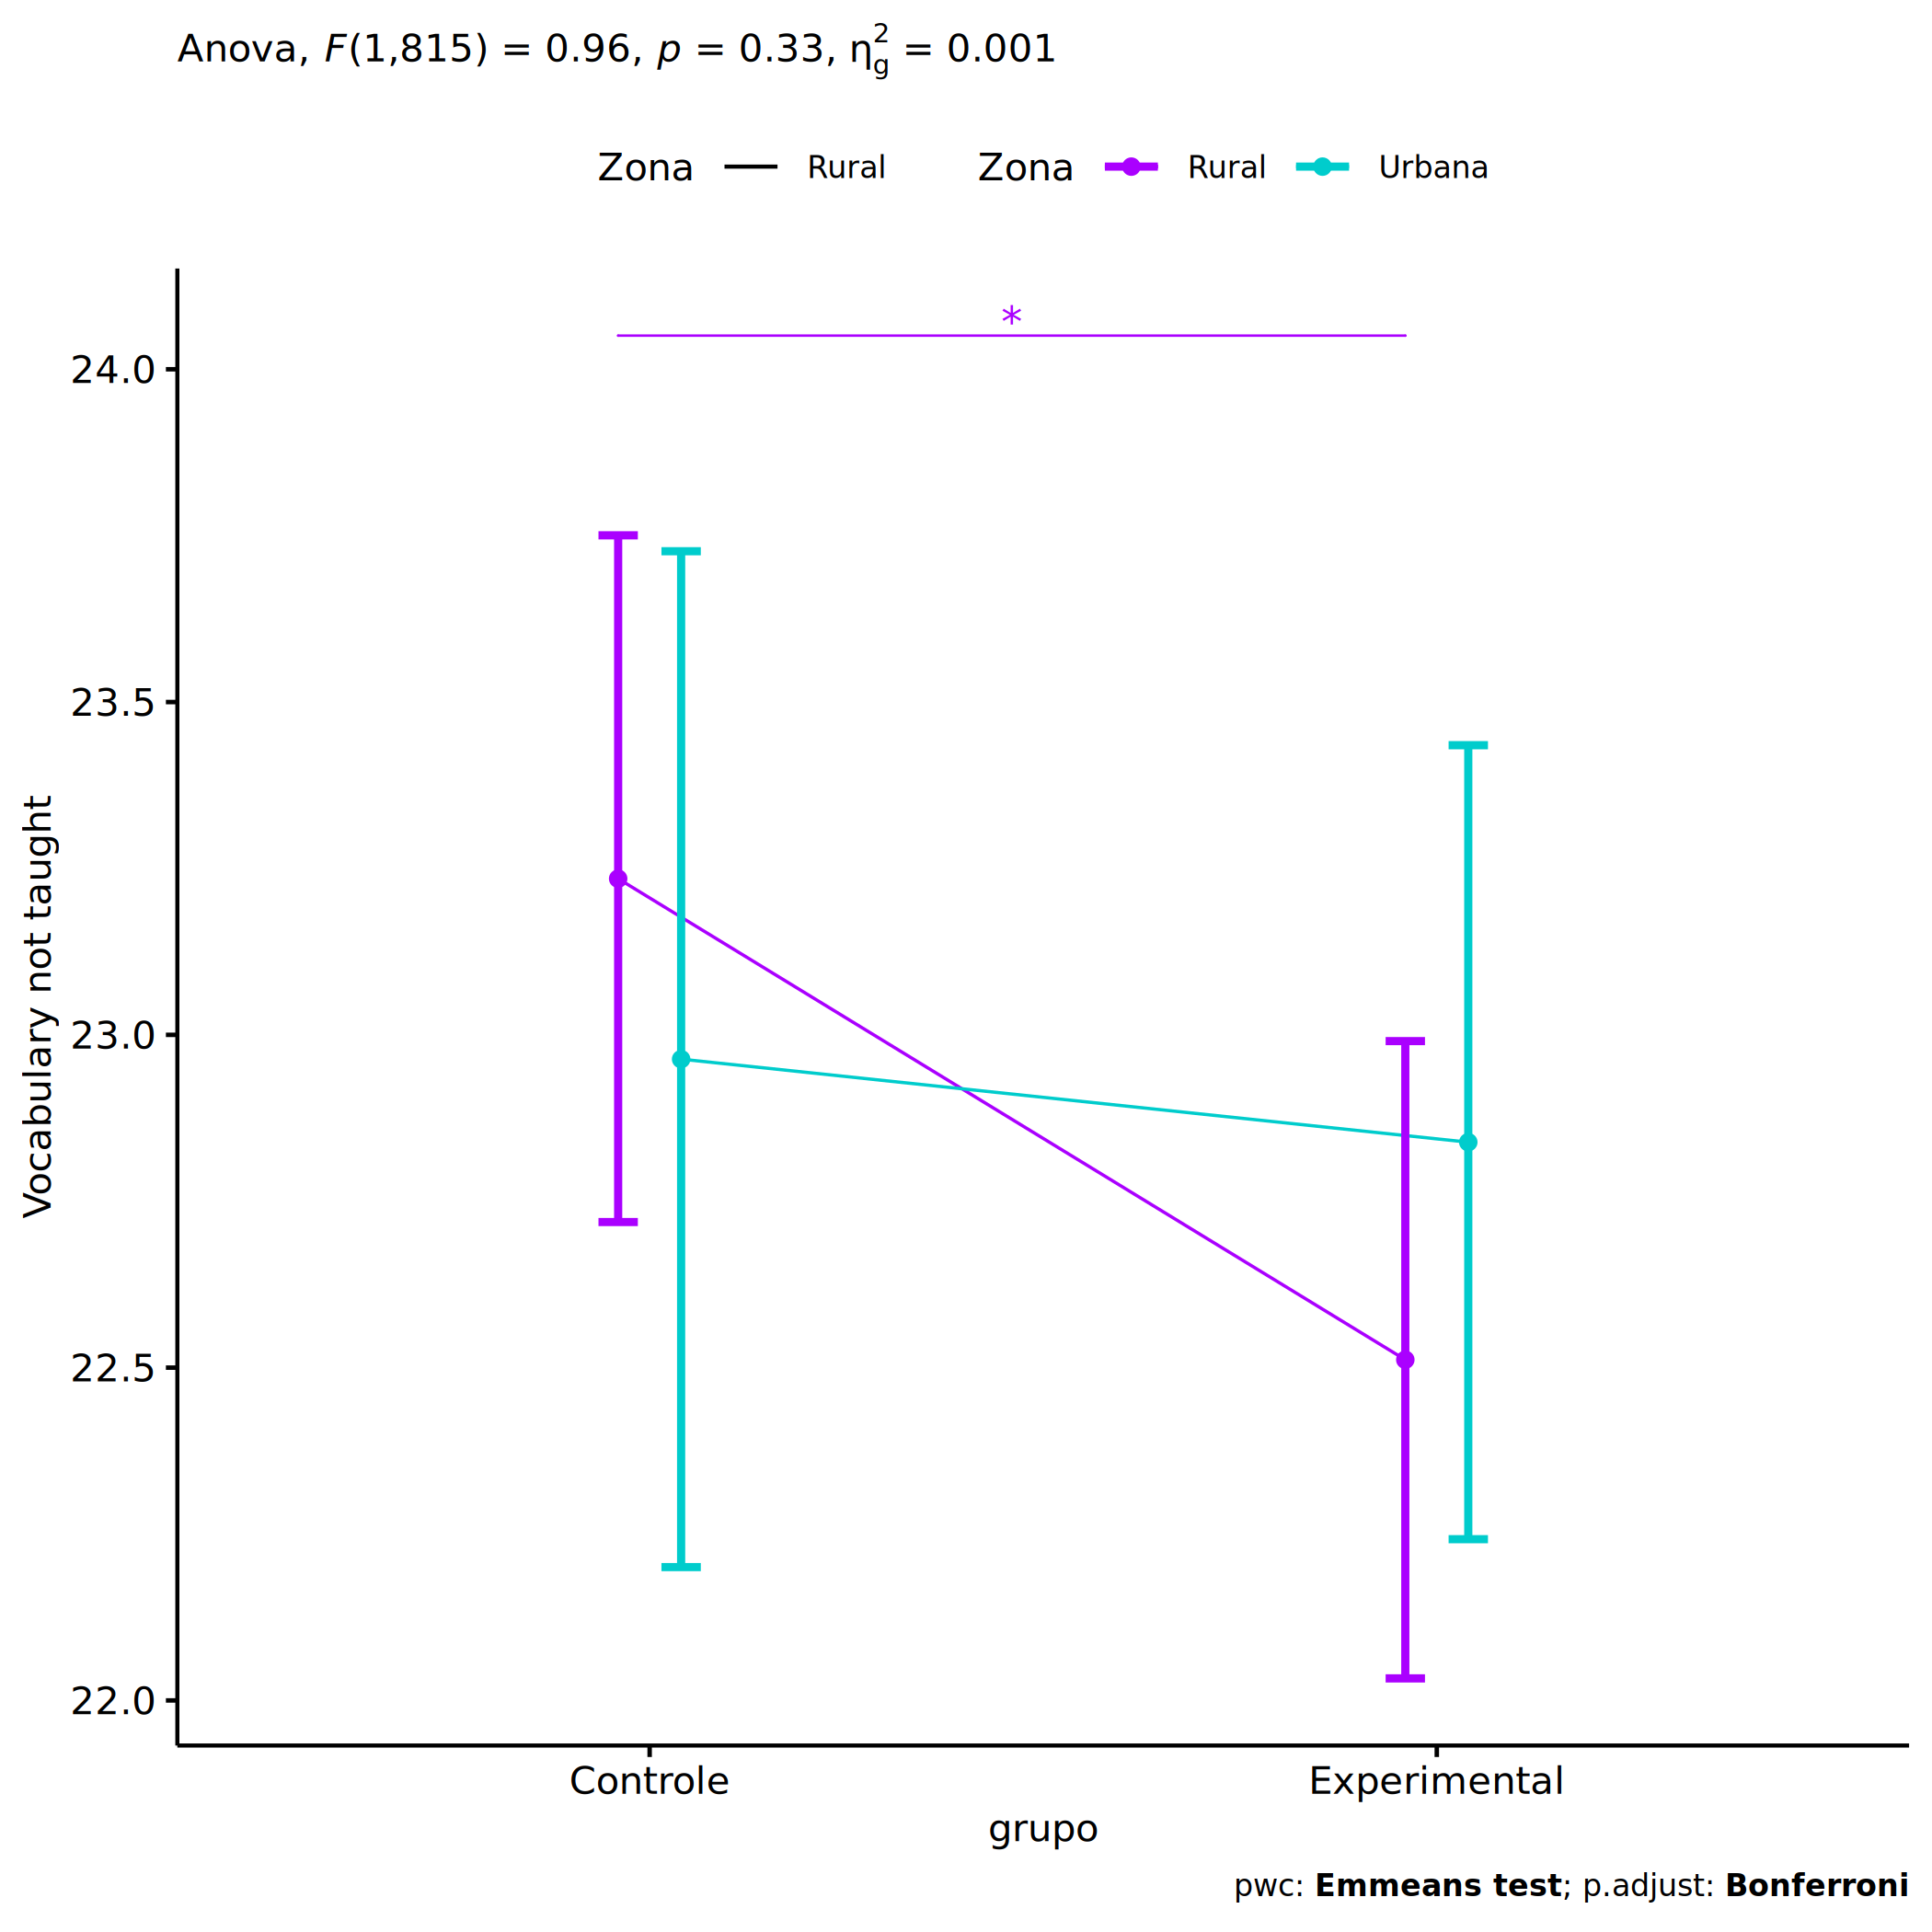 Anova, F(1,815) = 0.96, p = 0.33, η²g = 0.001
Zona Rural Zona Rural Urbana
*
24.0
23.5
23.0
22.5
22.0
Vocabulary not taught
Controle Experimental
grupo
pwc: Emmeans test; p.adjust: Bonferroni